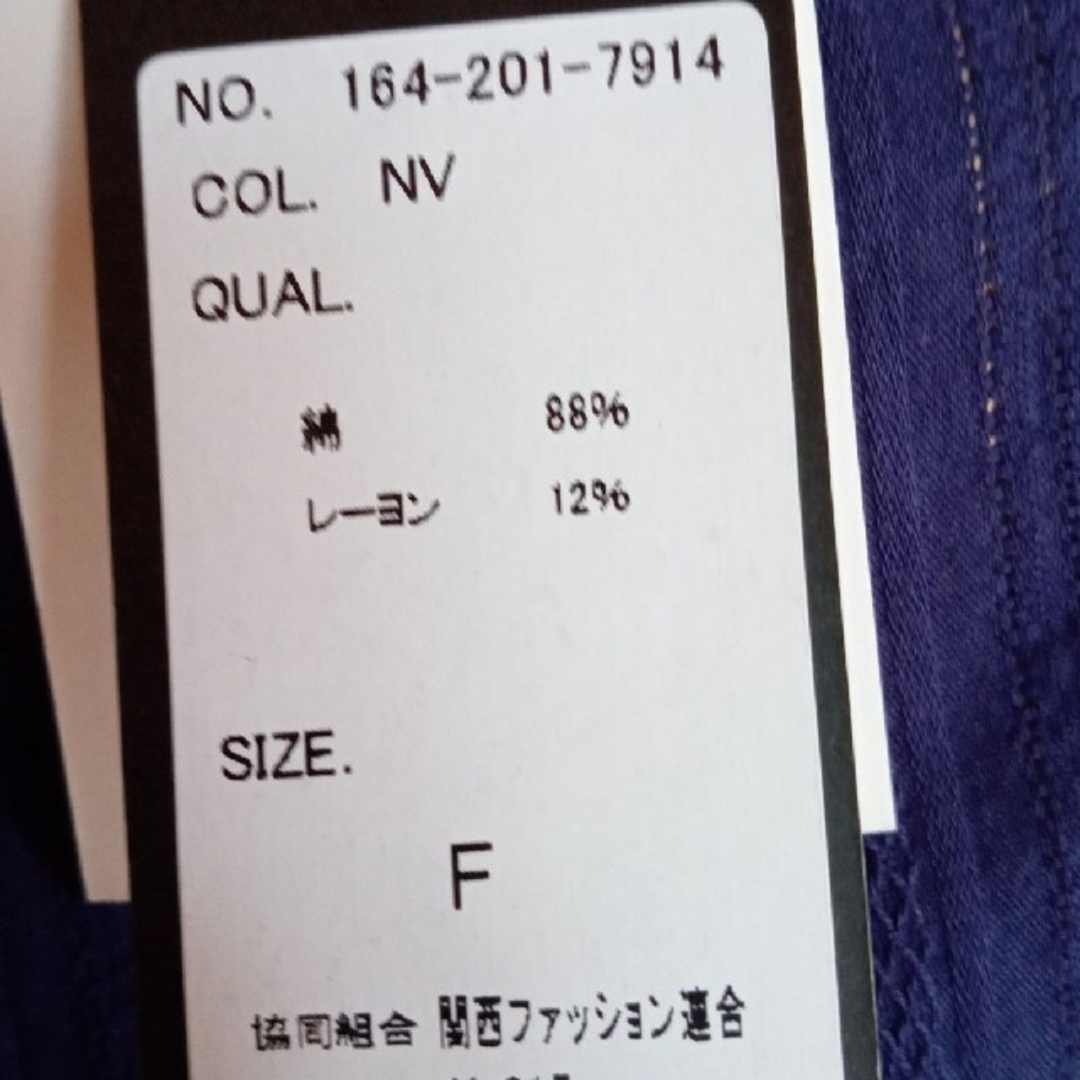 NO. 164-201-7914
COL. NV
QUAL.
綿 88%
レーヨン 12%
SIZE.
F
協同組合 関西ファッション連合